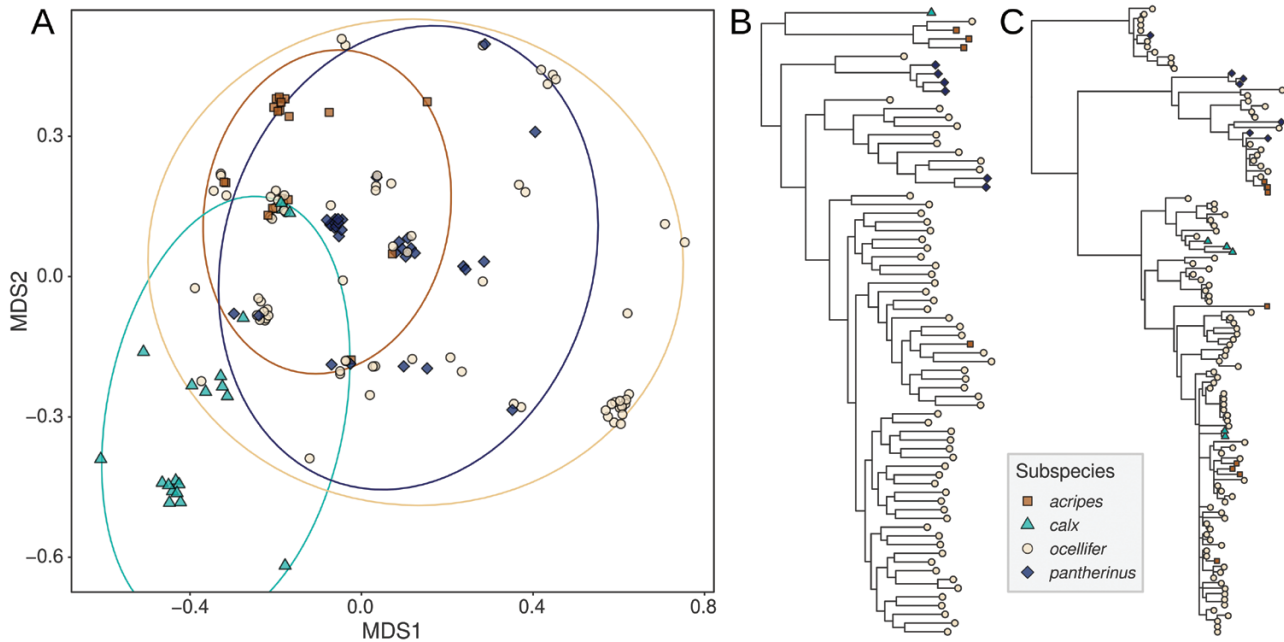 A
B
C
0.3
0.0
−0.3
−0.6
MDS2
−0.4
0.0
0.4
0.8
MDS1
Subspecies
acripes
calx
ocellifer
pantherinus